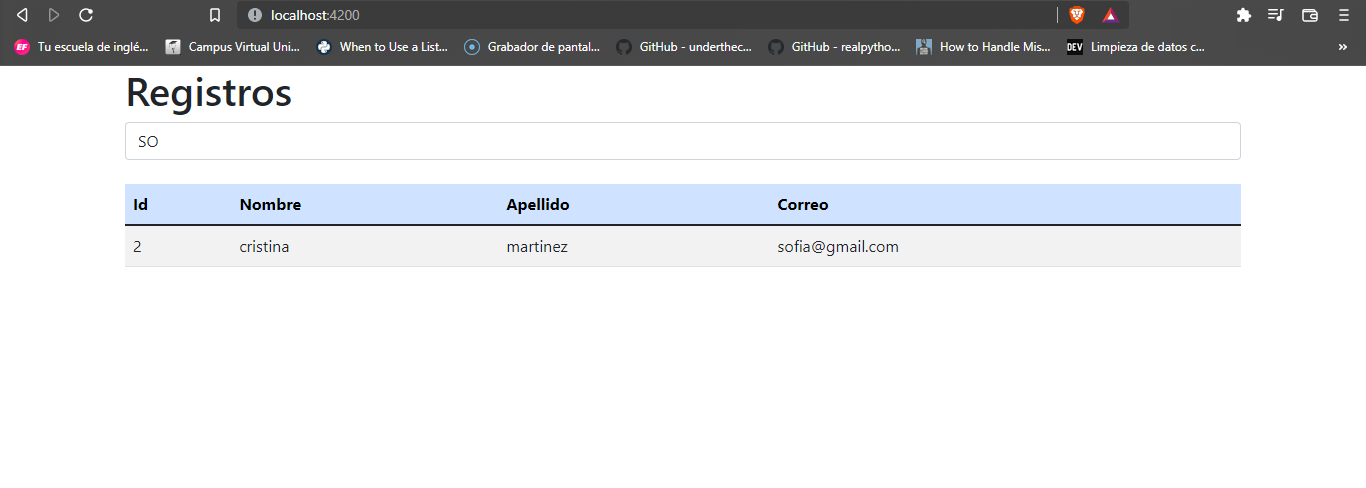 localhost:4200
EF Tu escuela de inglé... Campus Virtual Uni... When to Use a List... Grabador de pantal... GitHub - underthec... GitHub - realpytho... How to Handle Mis... DEV Limpieza de datos c... »
Registros
SO
Id Nombre Apellido Correo
2 cristina martinez sofia@gmail.com